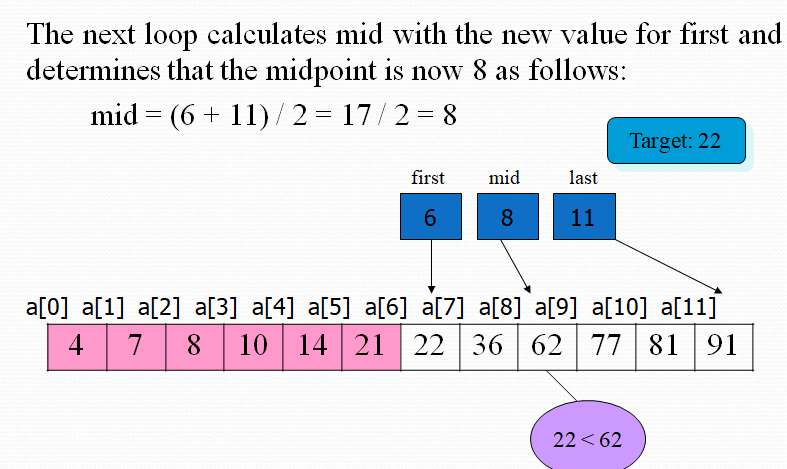 The next loop calculates mid with the new value for first and
determines that the midpoint is now 8 as follows:
mid = (6 + 11) / 2 = 17 / 2 = 8
Target: 22
first mid last
6 8 11
a[0] a[1] a[2] a[3] a[4] a[5] a[6] a[7] a[8] a[9] a[10] a[11]
4 7 8 10 14 21 22 36 62 77 81 91
22 < 62